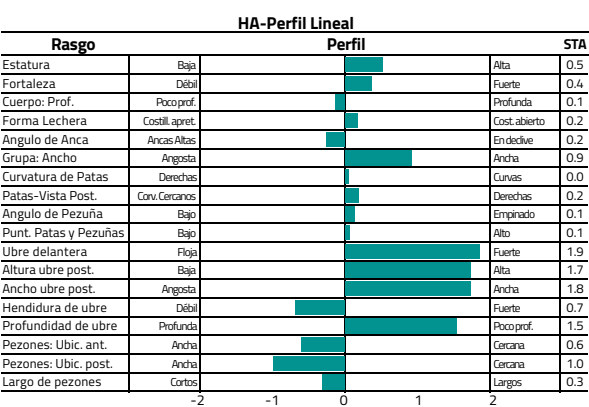 HA-Perfil Lineal
Rasgo Perfil STA
Estatura Baja Alta 0.5
Fortaleza Débil Fuerte 0.4
Cuerpo: Prof. Poco prof. Profunda 0.1
Forma Lechera Costill. apret. Cost. abierto 0.2
Angulo de Anca Ancas Altas En declive 0.2
Grupa: Ancho Angosta Ancha 0.9
Curvatura de Patas Derechas Curvas 0.0
Patas-Vista Post. Corv. Cercanos Derechas 0.2
Angulo de Pezuña Bajo Empinado 0.1
Punt. Patas y Pezuñas Bajo Alto 0.1
Ubre delantera Floja Fuerte 1.9
Altura ubre post. Baja Alta 1.7
Ancho ubre post. Angosta Ancha 1.8
Hendidura de ubre Débil Fuerte 0.7
Profundidad de ubre Profunda Poco prof. 1.5
Pezones: Ubic. ant. Ancha Cercana 0.6
Pezones: Ubic. post. Ancha Cercana 1.0
Largo de pezones Cortos Largos 0.3
-2 -1 0 1 2